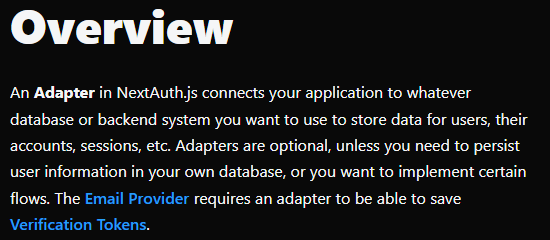 Overview
An Adapter in NextAuth.js connects your application to whatever
database or backend system you want to use to store data for users, their
accounts, sessions, etc. Adapters are optional, unless you need to persist
user information in your own database, or you want to implement certain
flows. The Email Provider requires an adapter to be able to save
Verification Tokens.